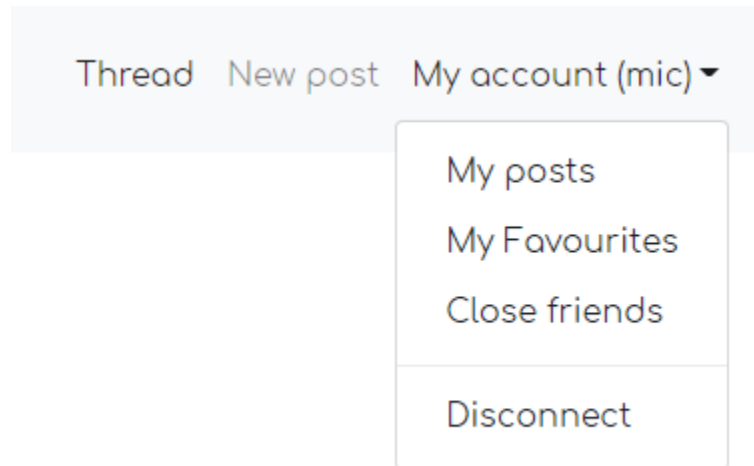 Thread New post My account (mic)
My posts
My Favourites
Close friends
Disconnect